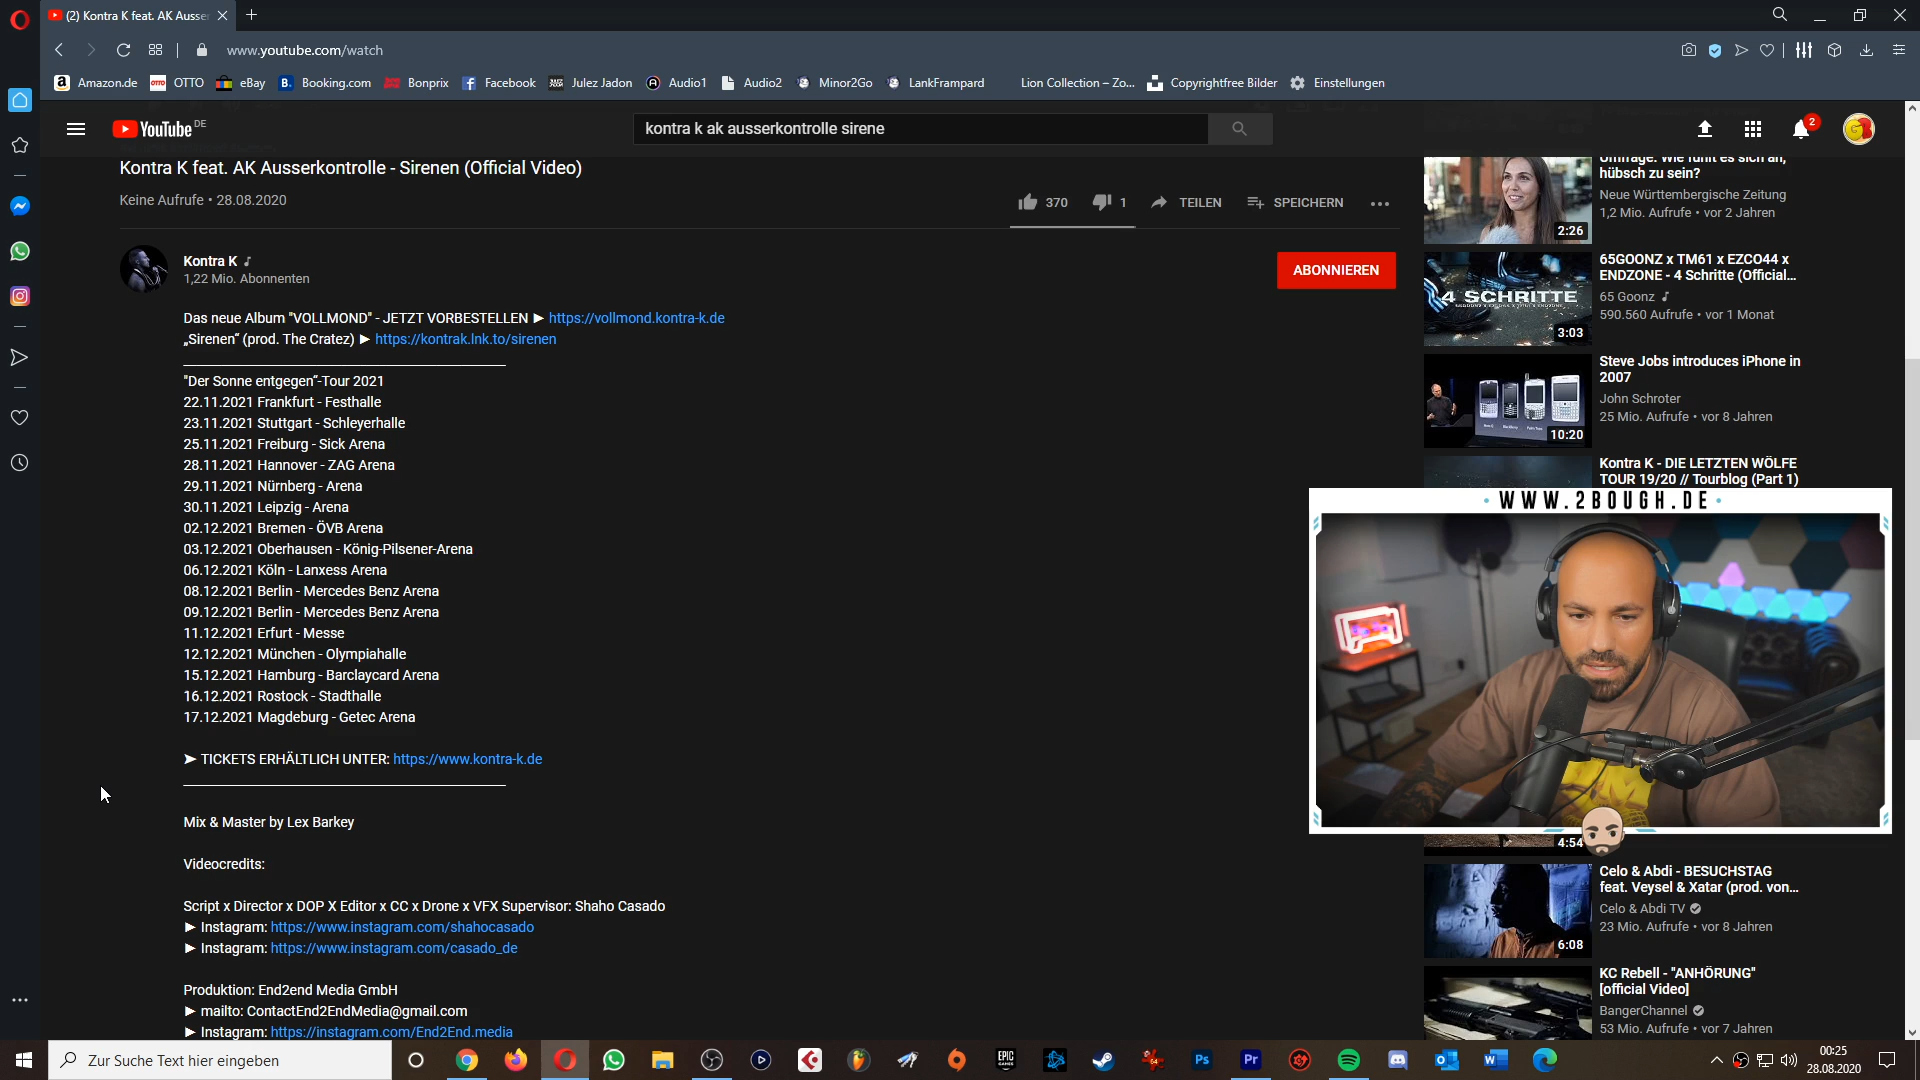 (2) Kontra K feat. AK Ausser
www.youtube.com/watch
Amazon.de OTTO eBay Booking.com Bonprix Facebook Julez Jadon Audio1 Audio2 Minor2Go LankFrampard Lion Collection – Zo... Copyrightfree Bilder Einstellungen
YouTube DE
kontra k ak ausserkontrolle sirene
2
Kontra K feat. AK Ausserkontrolle - Sirenen (Official Video)
Keine Aufrufe • 28.08.2020
370 1 TEILEN SPEICHERN
Kontra K
1,22 Mio. Abonnenten
ABONNIEREN
Das neue Album "VOLLMOND" - JETZT VORBESTELLEN ► https://vollmond.kontra-k.de
„Sirenen" (prod. The Cratez) ► https://kontrak.lnk.to/sirenen
"Der Sonne entgegen"-Tour 2021
22.11.2021 Frankfurt - Festhalle
23.11.2021 Stuttgart - Schleyerhalle
25.11.2021 Freiburg - Sick Arena
28.11.2021 Hannover - ZAG Arena
29.11.2021 Nürnberg - Arena
30.11.2021 Leipzig - Arena
02.12.2021 Bremen - ÖVB Arena
03.12.2021 Oberhausen - König-Pilsener-Arena
06.12.2021 Köln - Lanxess Arena
08.12.2021 Berlin - Mercedes Benz Arena
09.12.2021 Berlin - Mercedes Benz Arena
11.12.2021 Erfurt - Messe
12.12.2021 München - Olympiahalle
15.12.2021 Hamburg - Barclaycard Arena
16.12.2021 Rostock - Stadthalle
17.12.2021 Magdeburg - Getec Arena
➤ TICKETS ERHÄLTLICH UNTER: https://www.kontra-k.de
Mix & Master by Lex Barkey
Videocredits:
Script x Director x DOP X Editor x CC x Drone x VFX Supervisor: Shaho Casado
► Instagram: https://www.instagram.com/shahocasado
► Instagram: https://www.instagram.com/casado_de
Produktion: End2end Media GmbH
► mailto: ContactEnd2EndMedia@gmail.com
► Instagram: https://instagram.com/End2End.media
Umfrage: Wie fühlt es sich an,
hübsch zu sein?
Neue Württembergische Zeitung
1,2 Mio. Aufrufe • vor 2 Jahren
2:26
65GOONZ x TM61 x EZCO44 x
ENDZONE - 4 Schritte (Official...
65 Goonz
590.560 Aufrufe • vor 1 Monat
4 SCHRITTE
3:03
Steve Jobs introduces iPhone in
2007
John Schroter
25 Mio. Aufrufe • vor 8 Jahren
10:20
Kontra K - DIE LETZTEN WÖLFE
TOUR 19/20 // Tourblog (Part 1)
WWW.2BOUGH.DE
4:54
Celo & Abdi - BESUCHSTAG
feat. Veysel & Xatar (prod. von...
Celo & Abdi TV
23 Mio. Aufrufe • vor 8 Jahren
6:08
KC Rebell - "ANHÖRUNG"
[official Video]
BangerChannel
53 Mio. Aufrufe • vor 7 Jahren
Zur Suche Text hier eingeben
EPIC GAMES
Ps
Pr
00:25
28.08.2020